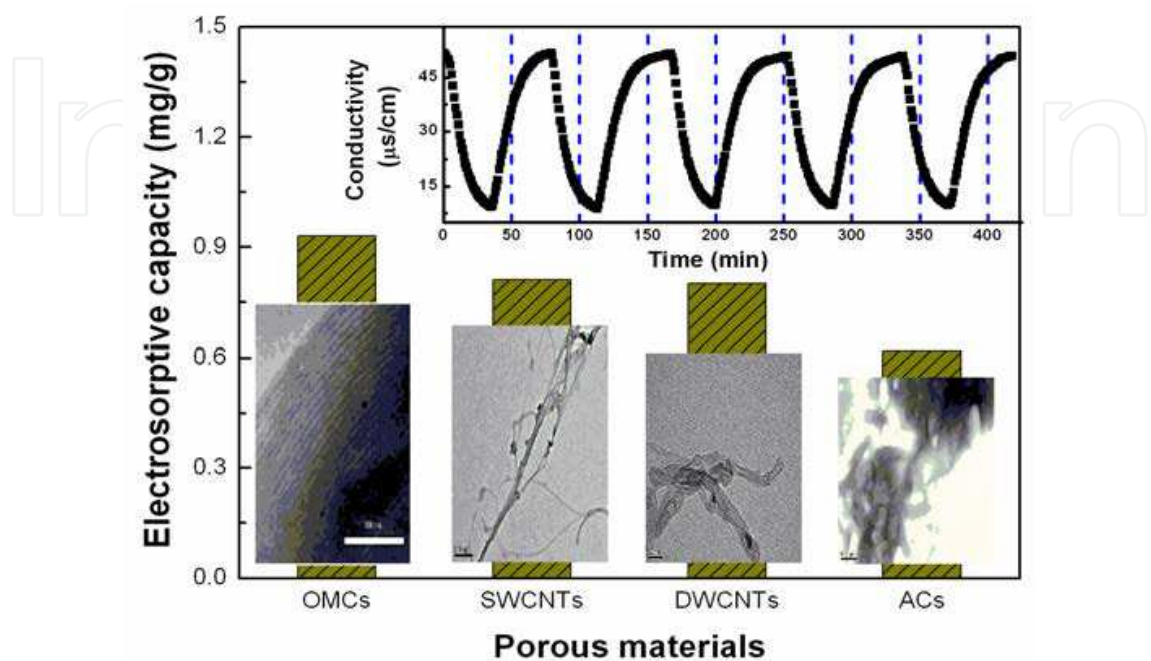 1.5
1.2
0.9
0.6
0.3
0.0
Electrosorptive capacity (mg/g)
Conductivity
(μs/cm)
45
30
15
0 50 100 150 200 250 300 350 400
Time (min)
OMCs SWCNTs DWCNTs ACs
Porous materials